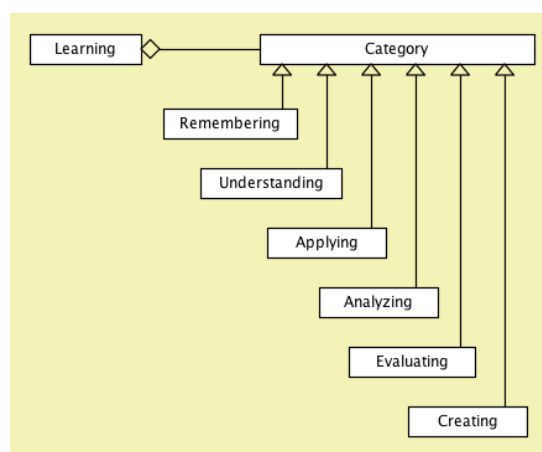 Learning
Category
Remembering
Understanding
Applying
Analyzing
Evaluating
Creating